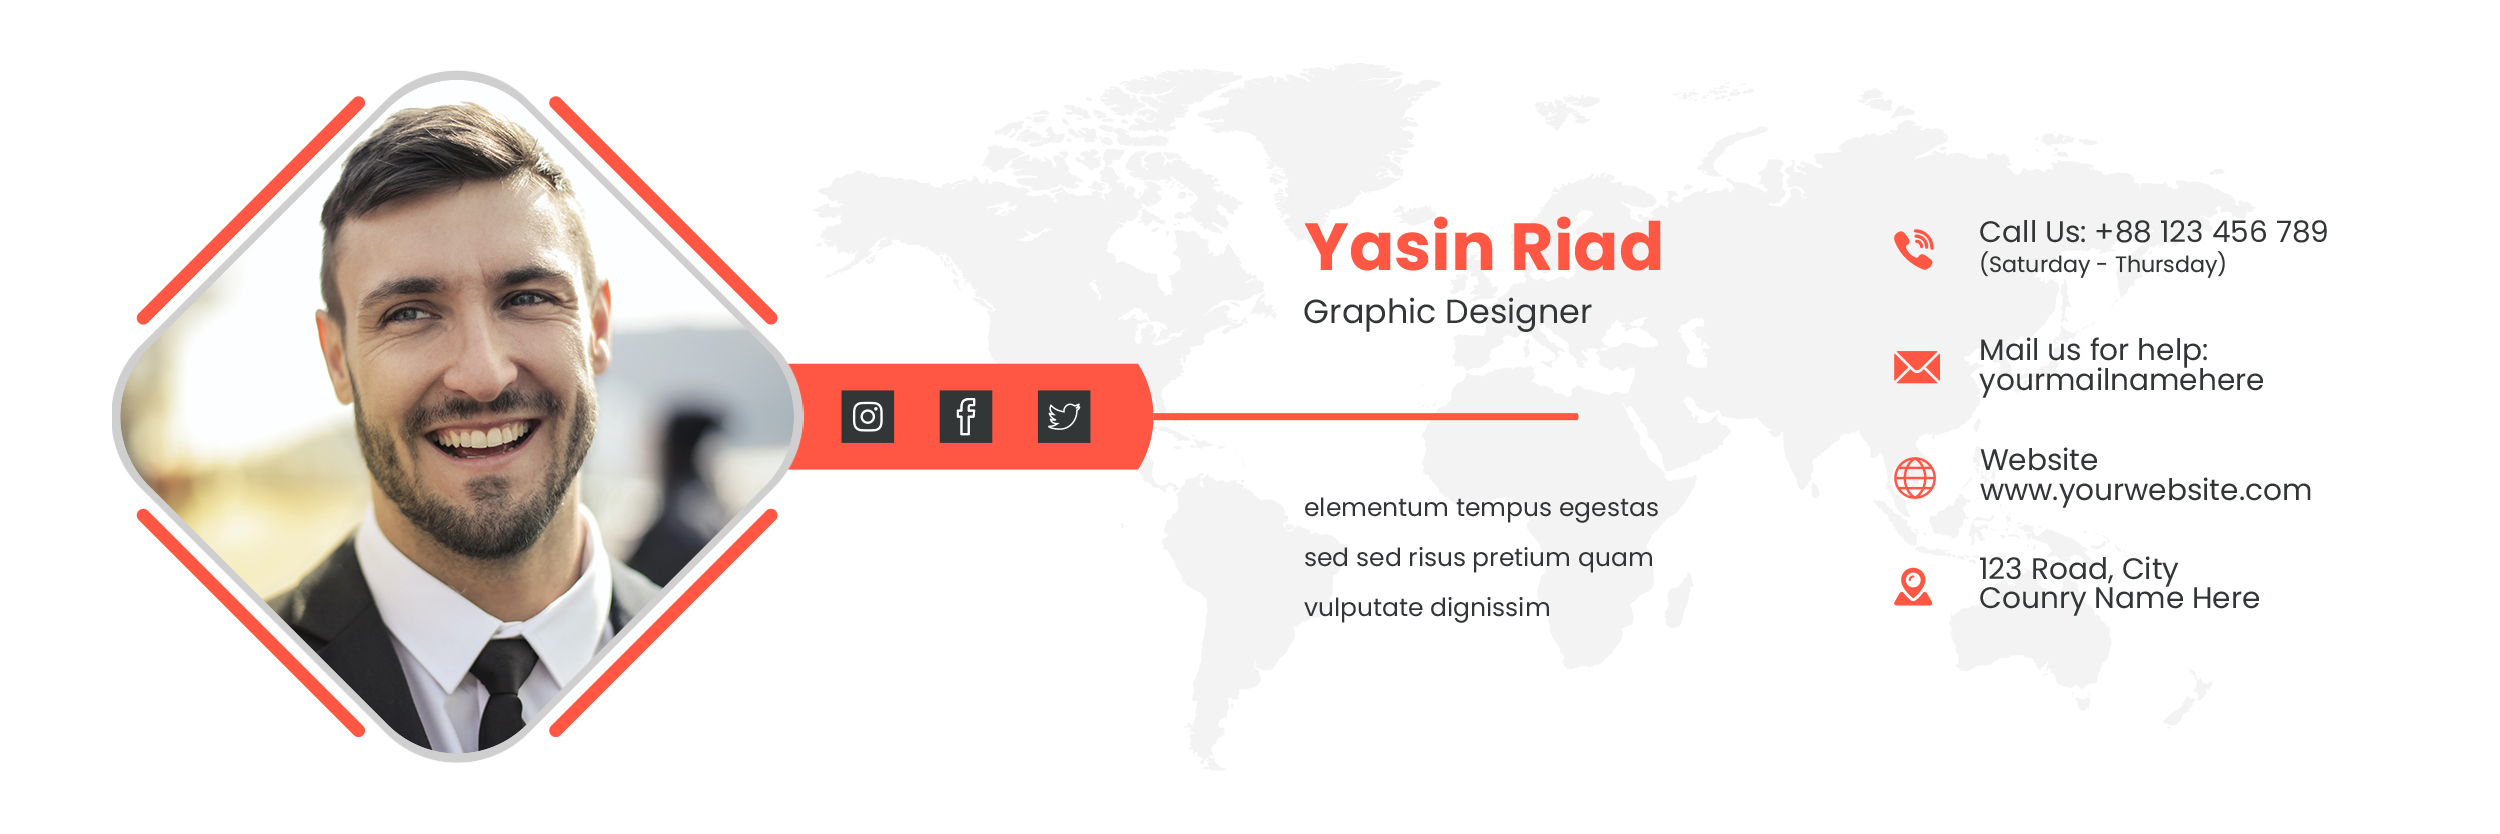 Yasin Riad
Graphic Designer
elementum tempus egestas
sed sed risus pretium quam
vulputate dignissim
Call Us: +88 123 456 789
(Saturday - Thursday)
Mail us for help:
yourmailnamehere
Website
www.yourwebsite.com
123 Road, City
Counry Name Here